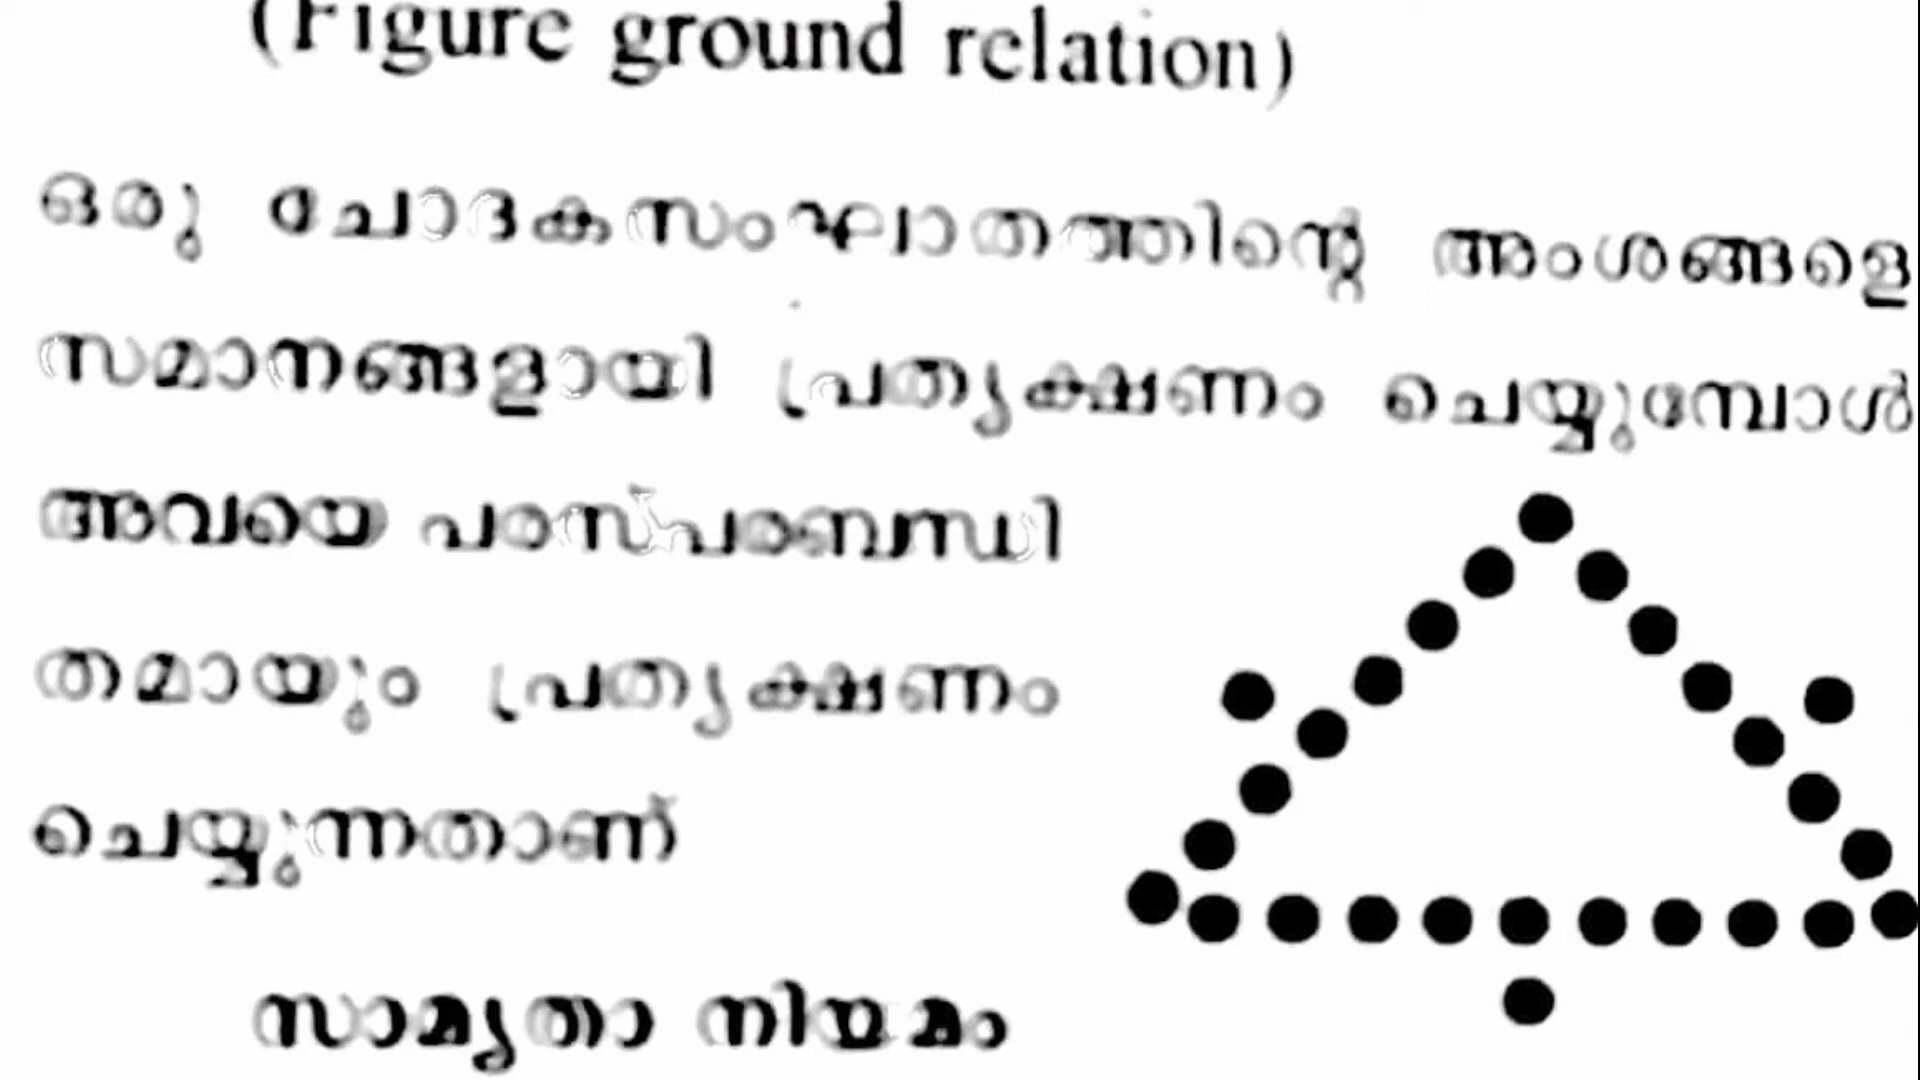 (Figure ground relation)
ഒരു ചോദകസംഘാതത്തിന്റെ അംശങ്ങളെ
സമാനങ്ങളായി പ്രത്യക്ഷണം ചെയ്യുമ്പോൾ
അവയെ പരസ്പരബന്ധി
തമായും പ്രത്യക്ഷണം
ചെയ്യുന്നതാണ്
സാമ്യതാ നിയമം